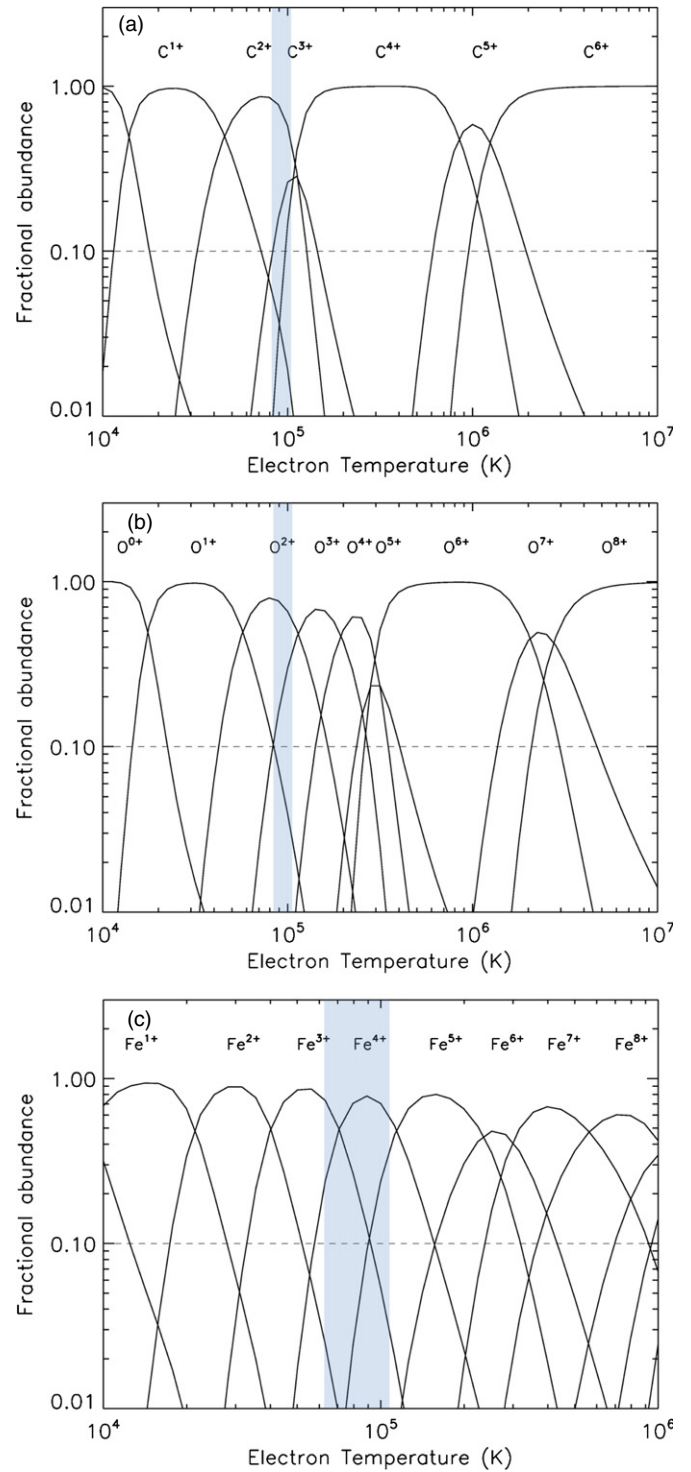 (a)
C1+ C2+ C3+ C4+ C5+ C6+
1.00
0.10
0.01
Fractional abundance
10^4 10^5 10^6 10^7
Electron Temperature (K)
(b)
O0+ O1+ O2+ O3+ O4+ O5+ O6+ O7+ O8+
1.00
0.10
0.01
Fractional abundance
10^4 10^5 10^6 10^7
Electron Temperature (K)
(c)
Fe1+ Fe2+ Fe3+ Fe4+ Fe5+ Fe6+ Fe7+ Fe8+
1.00
0.10
0.01
Fractional abundance
10^4 10^5 10^6
Electron Temperature (K)